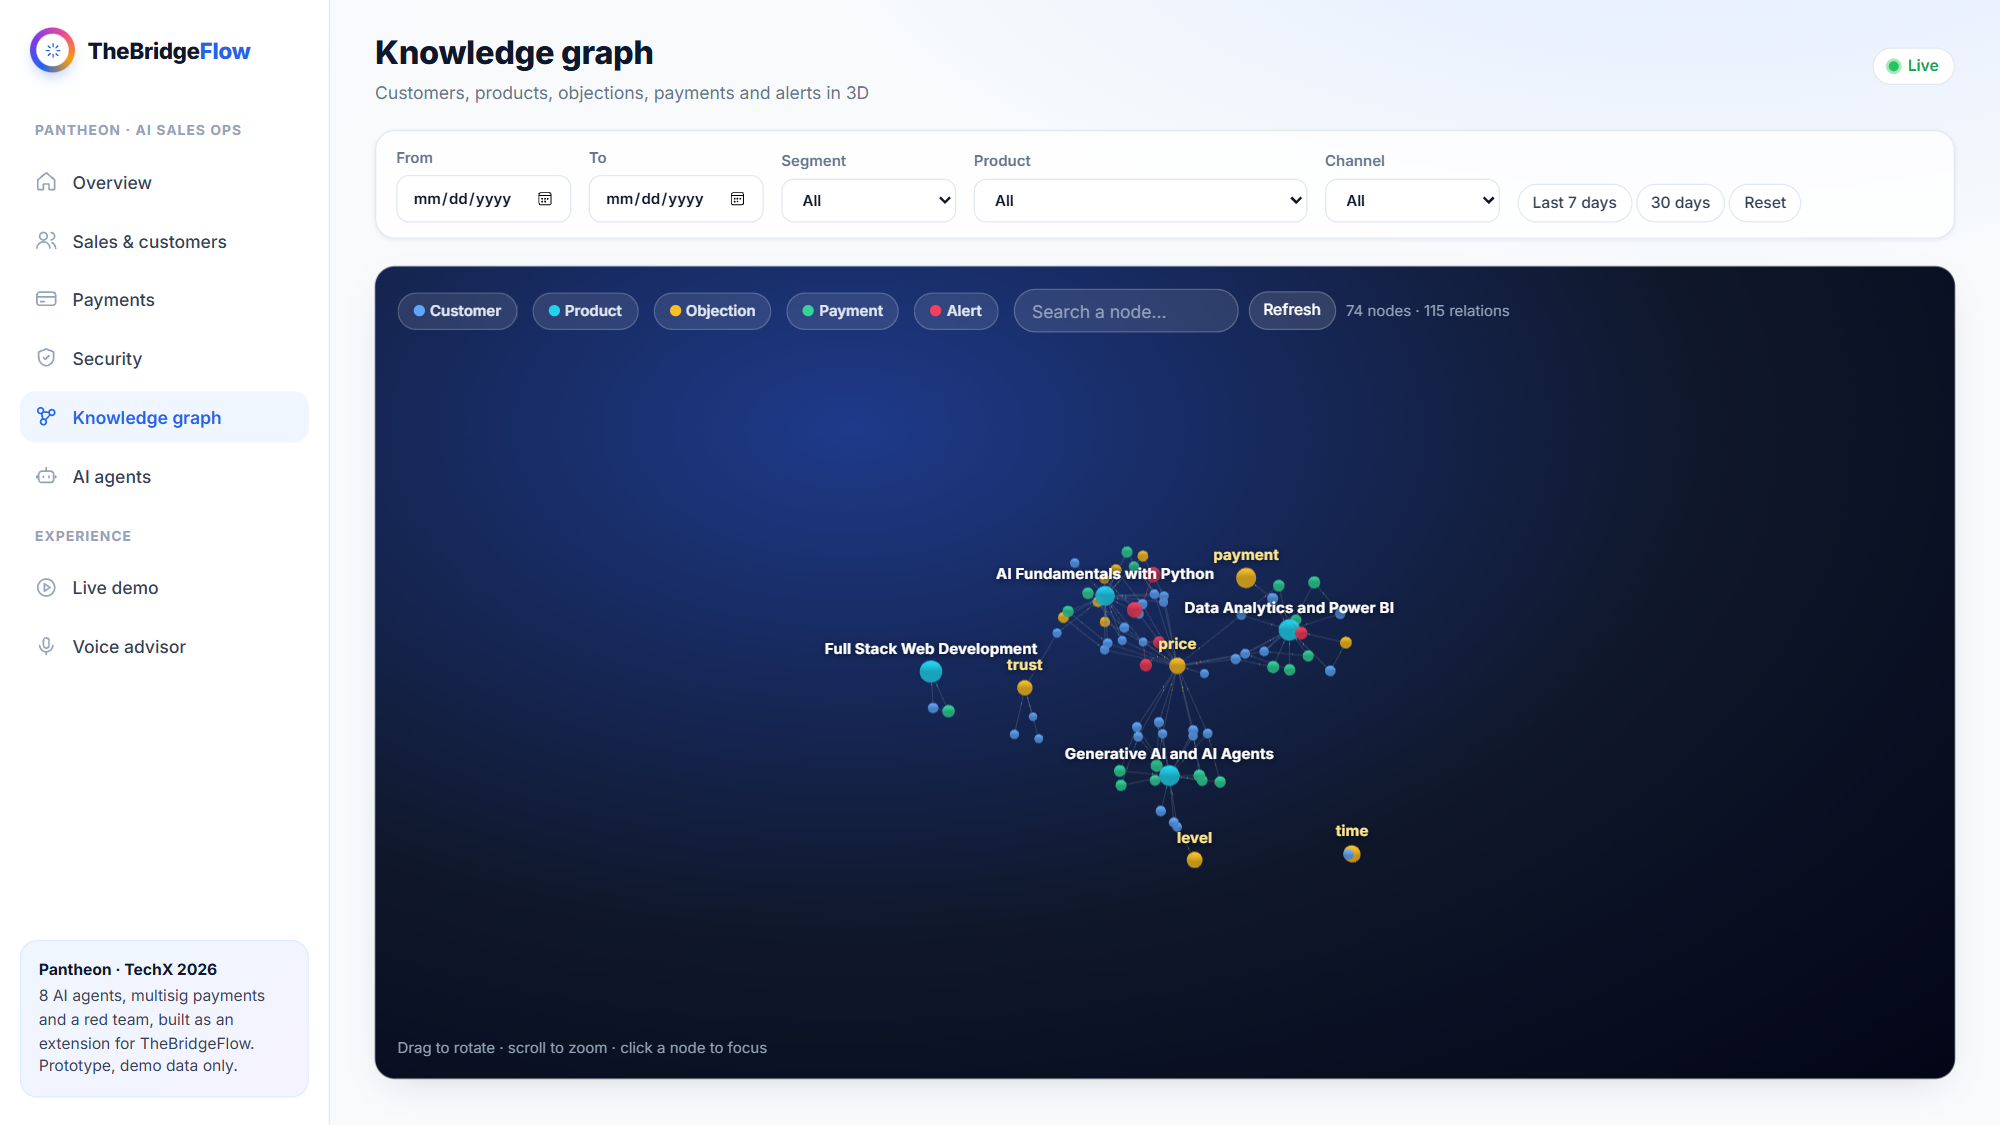 TheBridgeFlow
PANTHEON · AI SALES OPS
Overview
Sales & customers
Payments
Security
Knowledge graph
AI agents
EXPERIENCE
Live demo
Voice advisor
Pantheon · TechX 2026
8 AI agents, multisig payments
and a red team, built as an
extension for TheBridgeFlow.
Prototype, demo data only.
Knowledge graph
Customers, products, objections, payments and alerts in 3D
Live
From
To
Segment
Product
Channel
mm/dd/yyyy
mm/dd/yyyy
All
All
All
Last 7 days
30 days
Reset
Customer
Product
Objection
Payment
Alert
Search a node...
Refresh
74 nodes · 115 relations
payment
AI Fundamentals with Python
Data Analytics and Power BI
price
Full Stack Web Development
trust
Generative AI and AI Agents
level
time
Drag to rotate · scroll to zoom · click a node to focus